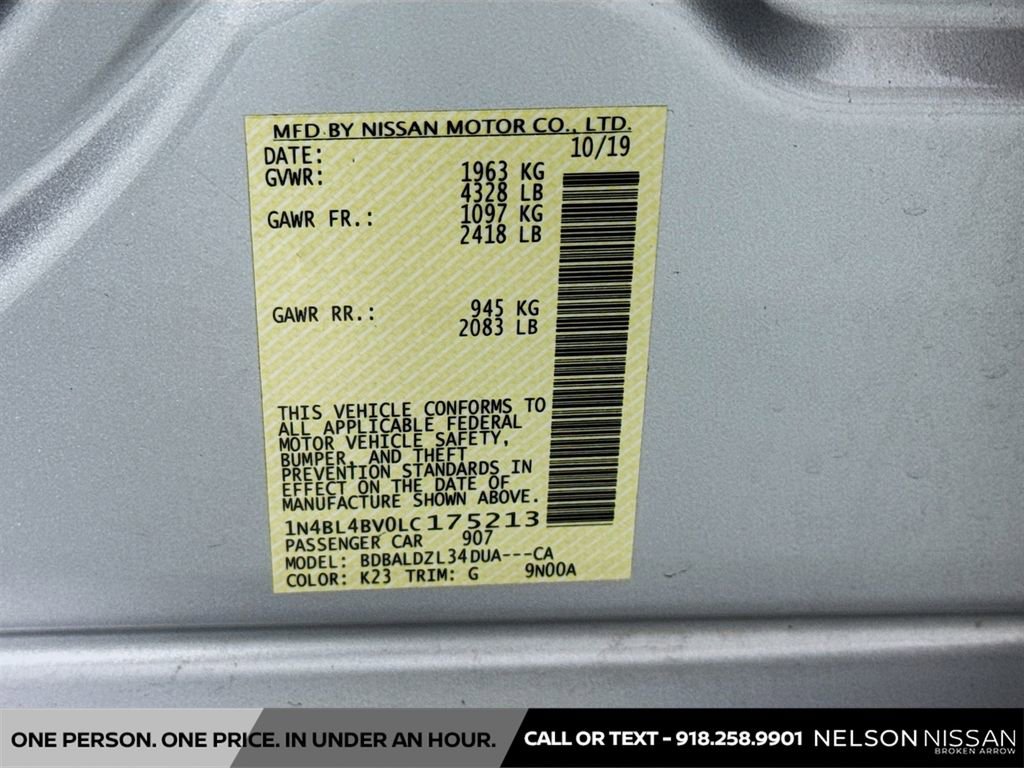 MFD BY NISSAN MOTOR CO., LTD.
DATE: 10/19
GVWR: 1963 KG
4328 LB
GAWR FR.: 1097 KG
2418 LB
GAWR RR.: 945 KG
2083 LB
THIS VEHICLE CONFORMS TO
ALL APPLICABLE FEDERAL
MOTOR VEHICLE SAFETY,
BUMPER, AND THEFT
PREVENTION STANDARDS IN
EFFECT ON THE DATE OF
MANUFACTURE SHOWN ABOVE.
1N4BL4BV0LC175213
PASSENGER CAR 907
MODEL: BDBALDZL34DUA---CA
COLOR: K23 TRIM: G 9N00A
ONE PERSON. ONE PRICE. IN UNDER AN HOUR.
CALL OR TEXT - 918.258.9901
NELSON NISSAN
BROKEN ARROW